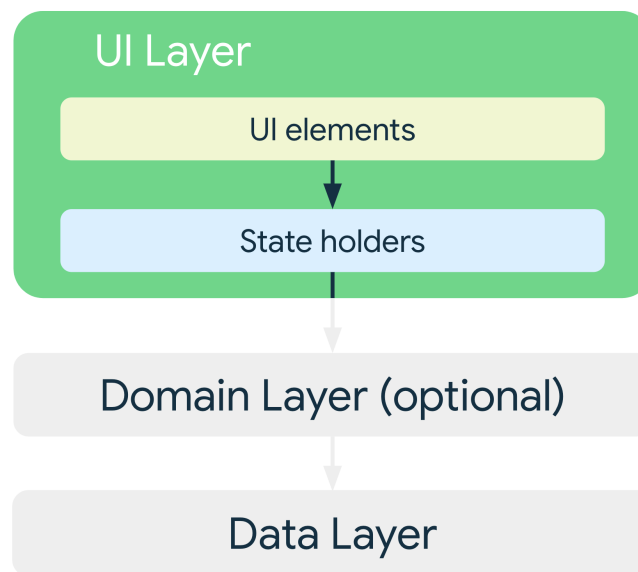 UI Layer
UI elements
State holders
Domain Layer (optional)
Data Layer